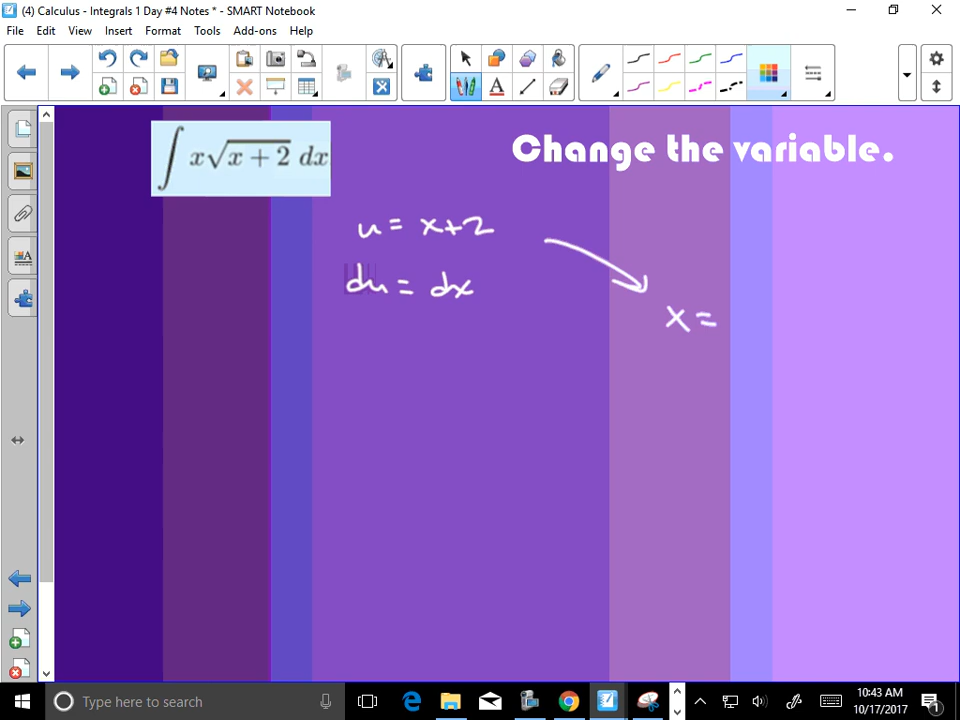 (4) Calculus - Integrals 1 Day #4 Notes * - SMART Notebook
File Edit View Insert Format Tools Add-ons Help
∫ x√(x + 2) dx
Change the variable.
u = x+2
du = dx
x =
Type here to search
10:43 AM
10/17/2017
1